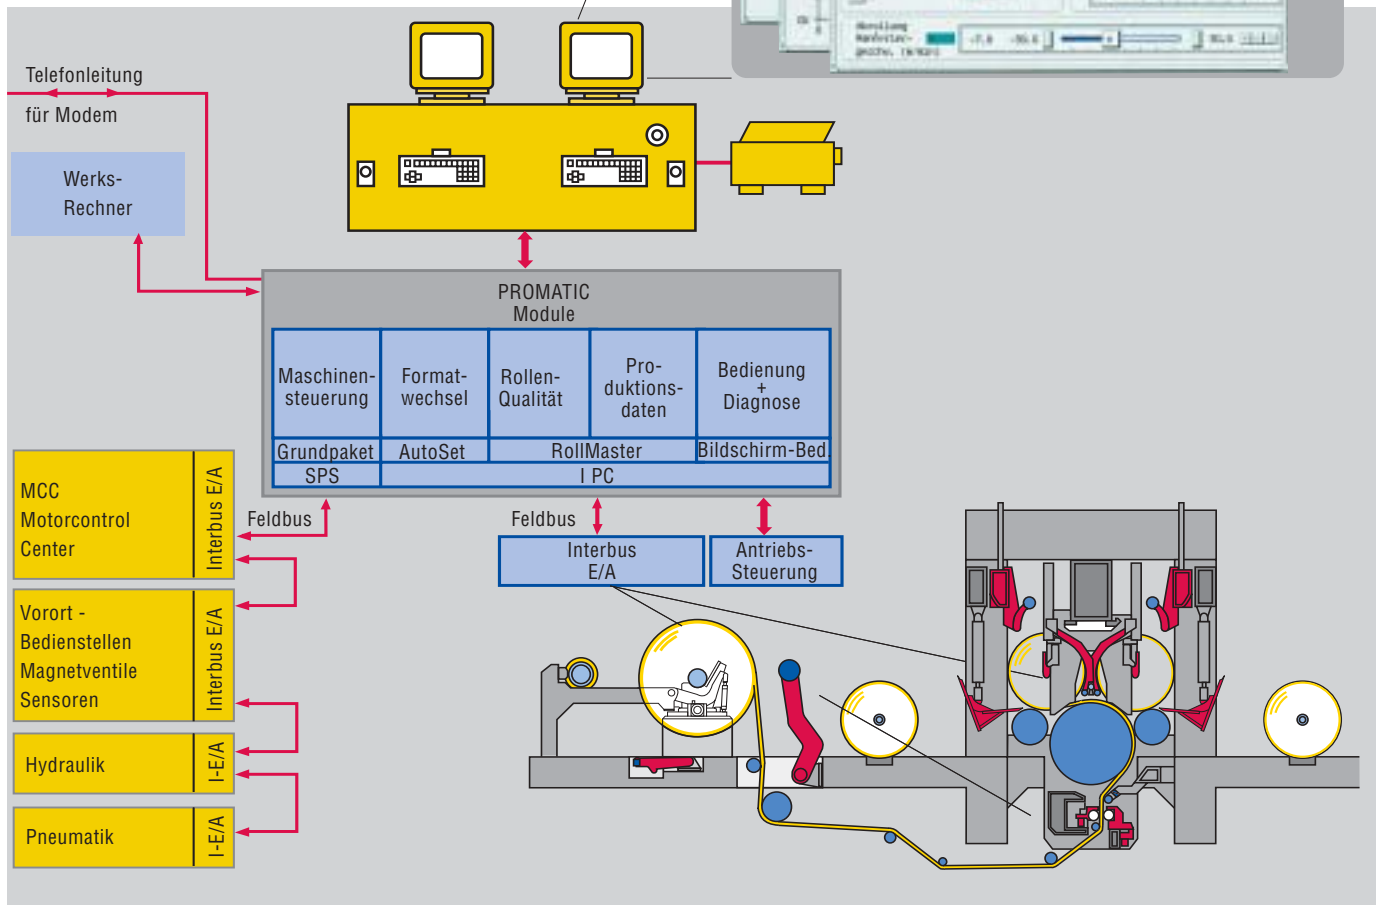 Telefonleitung
für Modem
Werks-
Rechner
PROMATIC
Module
Maschinen-
steuerung
Format-
wechsel
Rollen-
Qualität
Pro-
duktions-
daten
Bedienung
+
Diagnose
Grundpaket
AutoSet
RollMaster
Bildschirm-Bed.
SPS
I PC
MCC
Motorcontrol
Center
Interbus E/A
Feldbus
Feldbus
Interbus
E/A
Antriebs-
Steuerung
Vorort -
Bedienstellen
Magnetventile
Sensoren
Interbus E/A
Hydraulik
I-E/A
Pneumatik
I-E/A